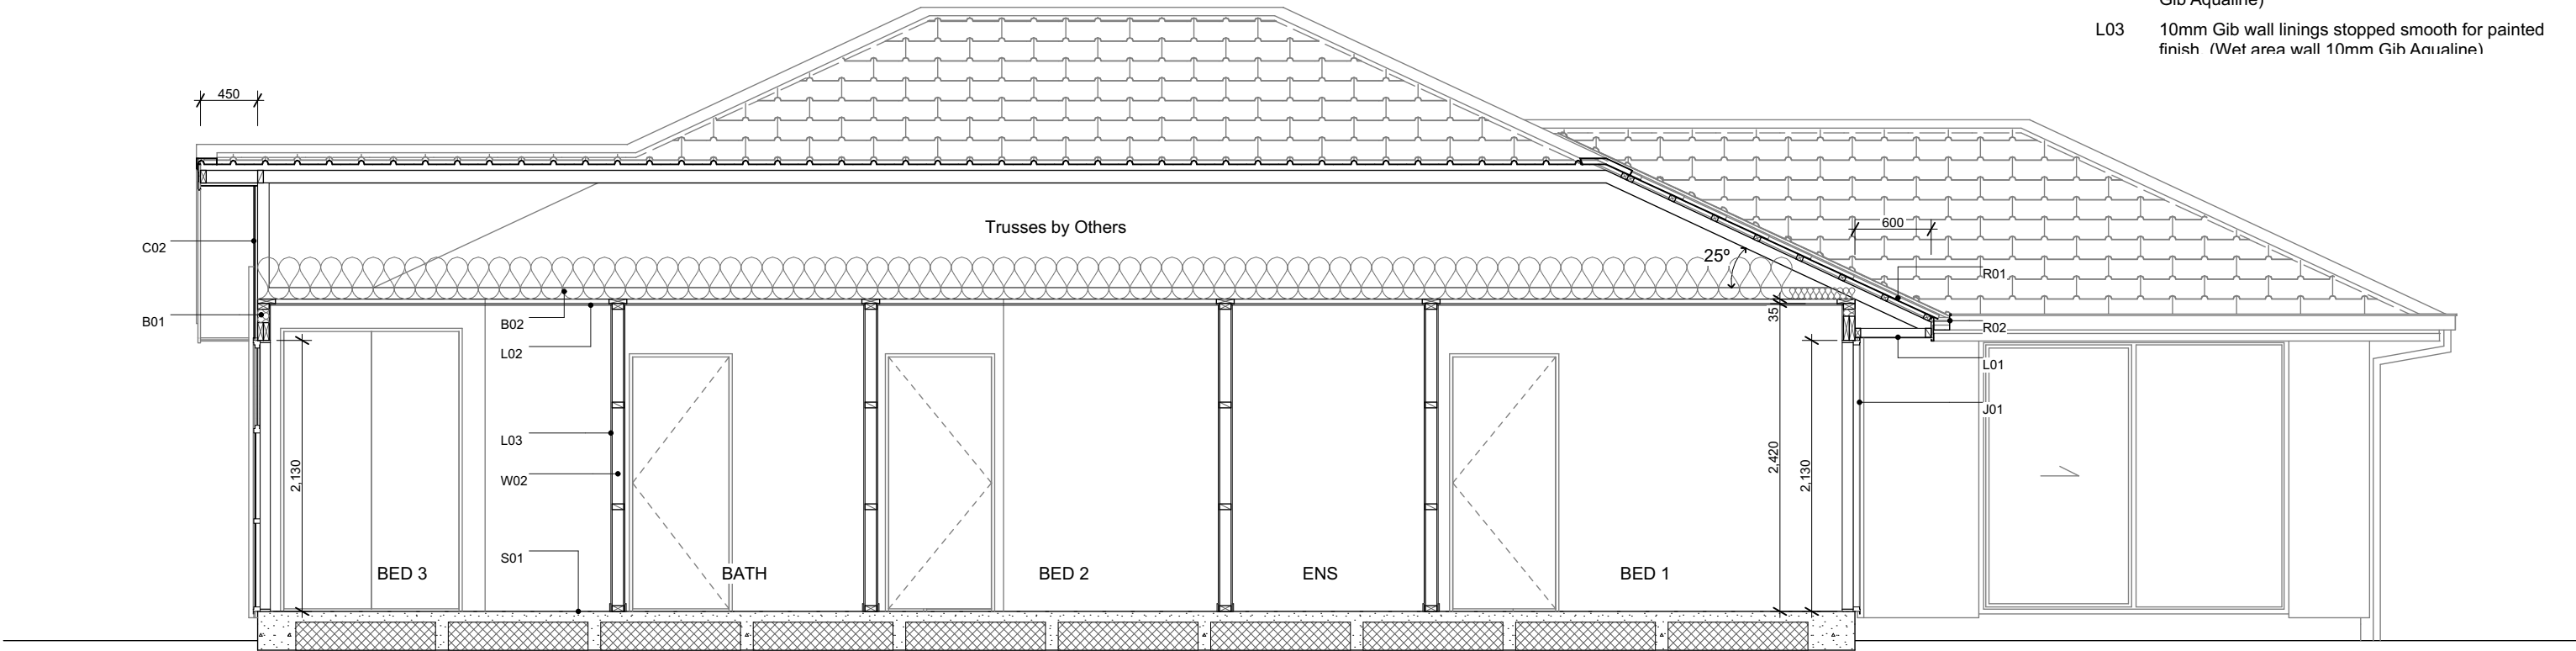 Gib Aqualine)
L03 10mm Gib wall linings stopped smooth for painted
finish. (Wet area wall 10mm Gib Aqualine)
450
Trusses by Others
600
25°
C02
R01
B01
B02
35
R02
L02
L01
J01
L03
2,130
2,420
2,130
W02
S01
BED 3
BATH
BED 2
ENS
BED 1